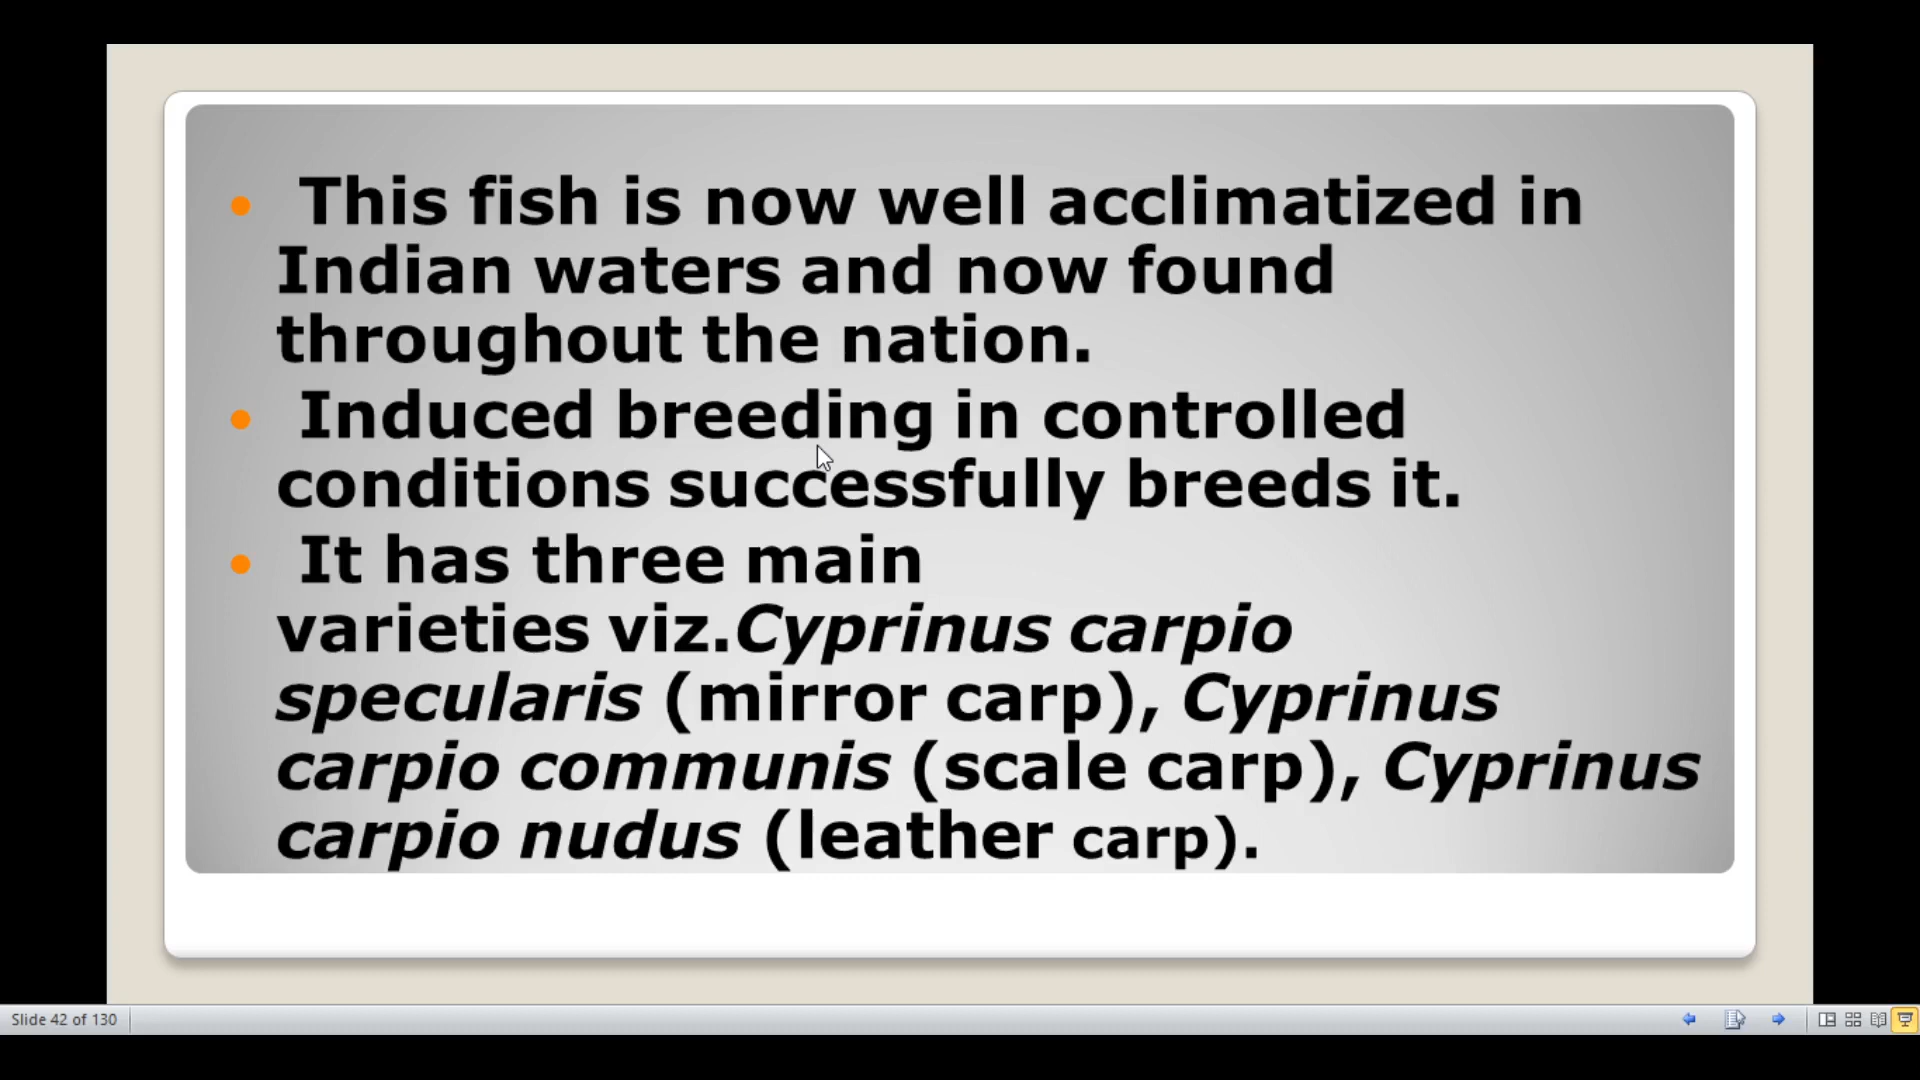 This fish is now well acclimatized in
Indian waters and now found
throughout the nation.
Induced breeding in controlled
conditions successfully breeds it.
It has three main
varieties viz.Cyprinus carpio
specularis (mirror carp), Cyprinus
carpio communis (scale carp), Cyprinus
carpio nudus (leather carp).
Slide 42 of 130